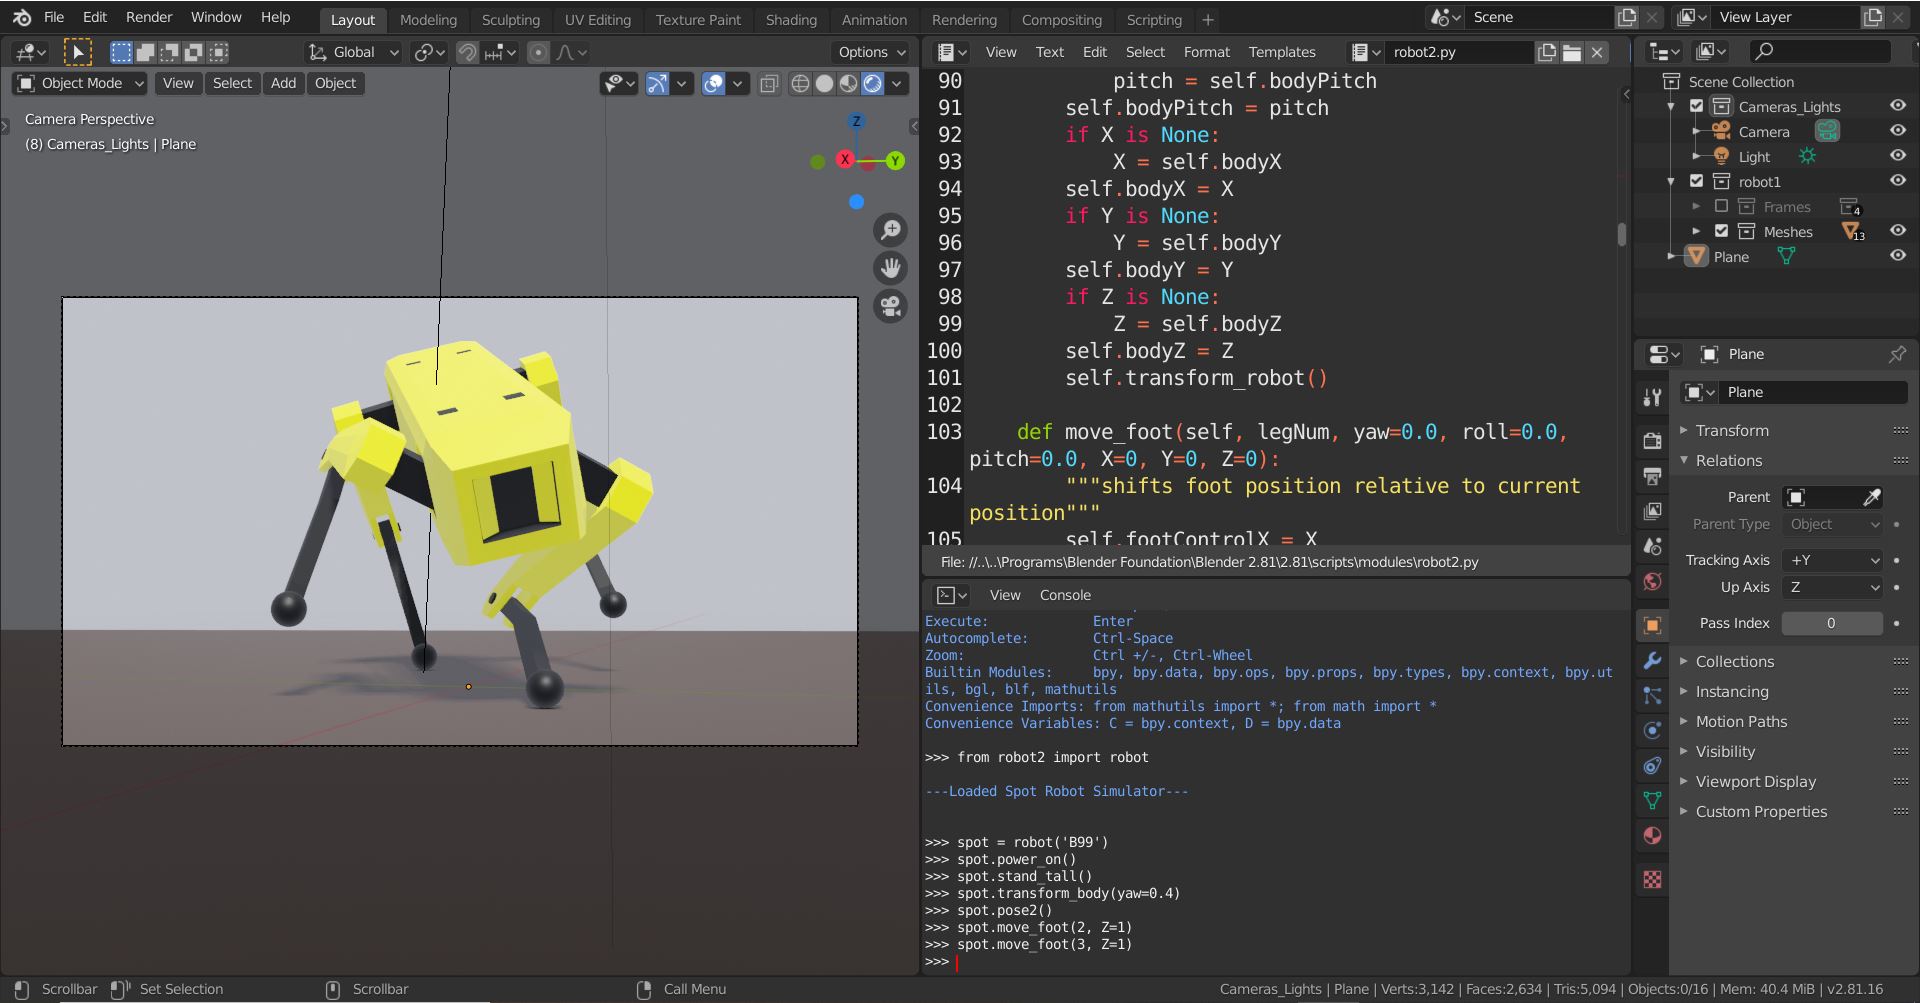 File Edit Render Window Help Layout Modeling Sculpting UV Editing Texture Paint Shading Animation Rendering Compositing Scripting + Scene View Layer
Global Options
Object Mode View Select Add Object
Camera Perspective
(8) Cameras_Lights | Plane
Z
X
Y
View Text Edit Select Format Templates robot2.py
90 pitch = self.bodyPitch
91 self.bodyPitch = pitch
92 if X is None:
93 X = self.bodyX
94 self.bodyX = X
95 if Y is None:
96 Y = self.bodyY
97 self.bodyY = Y
98 if Z is None:
99 Z = self.bodyZ
100 self.bodyZ = Z
101 self.transform_robot()
102
103 def move_foot(self, legNum, yaw=0.0, roll=0.0,
pitch=0.0, X=0, Y=0, Z=0):
104 """shifts foot position relative to current
position"""
105 self.footControlX = X
File: //..\..\Programs\Blender Foundation\Blender 2.81\2.81\scripts\modules\robot2.py
View Console
Execute: Enter
Autocomplete: Ctrl-Space
Zoom: Ctrl +/-, Ctrl-Wheel
Builtin Modules: bpy, bpy.data, bpy.ops, bpy.props, bpy.types, bpy.context, bpy.ut
ils, bgl, blf, mathutils
Convenience Imports: from mathutils import *; from math import *
Convenience Variables: C = bpy.context, D = bpy.data
>>> from robot2 import robot
---Loaded Spot Robot Simulator---
>>> spot = robot('B99')
>>> spot.power_on()
>>> spot.stand_tall()
>>> spot.transform_body(yaw=0.4)
>>> spot.pose2()
>>> spot.move_foot(2, Z=1)
>>> spot.move_foot(3, Z=1)
>>>
Scene Collection
Cameras_Lights
Camera
Light
robot1
Frames 4
Meshes 13
Plane
Plane
Plane
Transform
Relations
Parent
Parent Type Object
Tracking Axis +Y
Up Axis Z
Pass Index 0
Collections
Instancing
Motion Paths
Visibility
Viewport Display
Custom Properties
Scrollbar Set Selection Scrollbar Call Menu Cameras_Lights | Plane | Verts:3,142 | Faces:2,634 | Tris:5,094 | Objects:0/16 | Mem: 40.4 MiB | v2.81.16